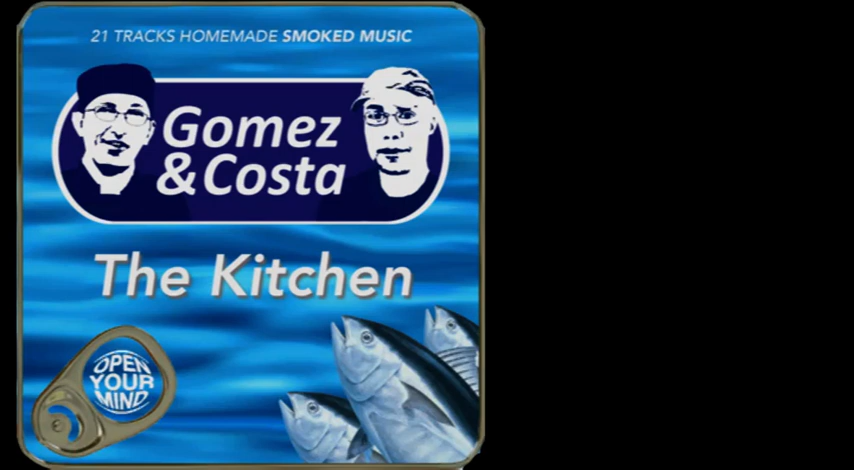 21 TRACKS HOMEMADE SMOKED MUSIC
Gomez
&Costa
The Kitchen
OPEN
YOUR
MIND